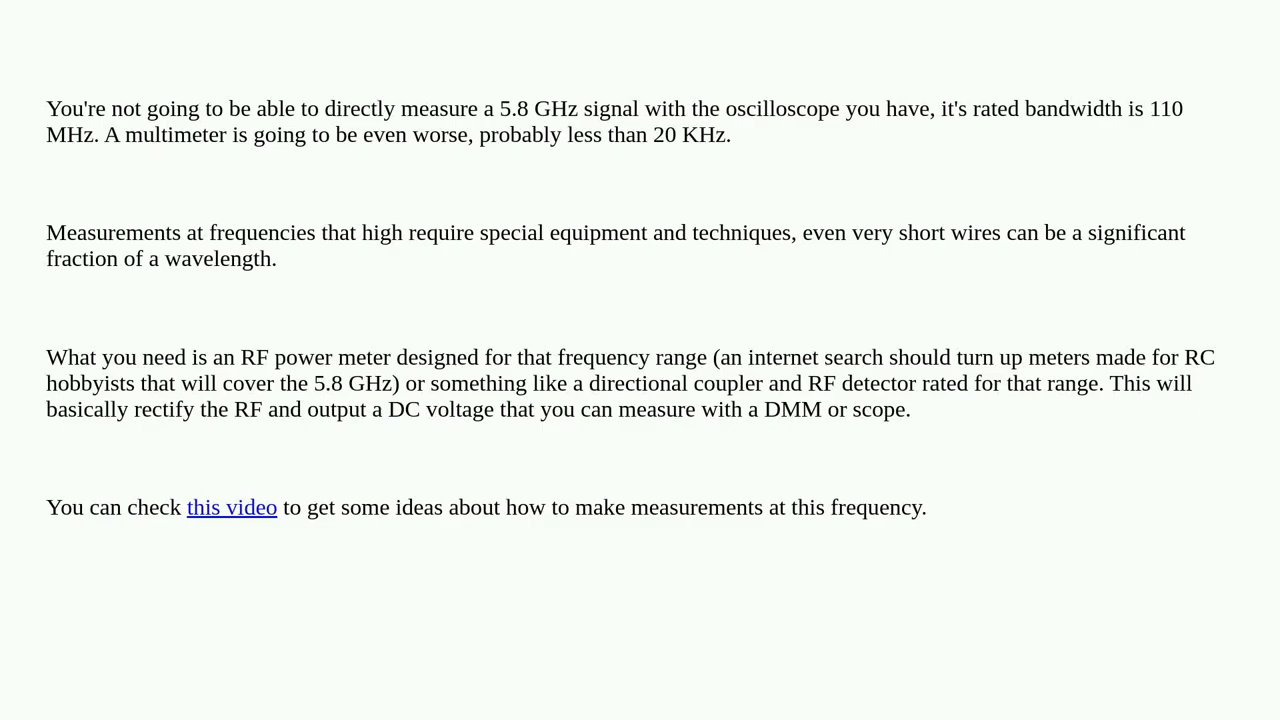 You're not going to be able to directly measure a 5.8 GHz signal with the oscilloscope you have, it's rated bandwidth is 110
MHz. A multimeter is going to be even worse, probably less than 20 KHz.
Measurements at frequencies that high require special equipment and techniques, even very short wires can be a significant
fraction of a wavelength.
What you need is an RF power meter designed for that frequency range (an internet search should turn up meters made for RC
hobbyists that will cover the 5.8 GHz) or something like a directional coupler and RF detector rated for that range. This will
basically rectify the RF and output a DC voltage that you can measure with a DMM or scope.
You can check this video to get some ideas about how to make measurements at this frequency.